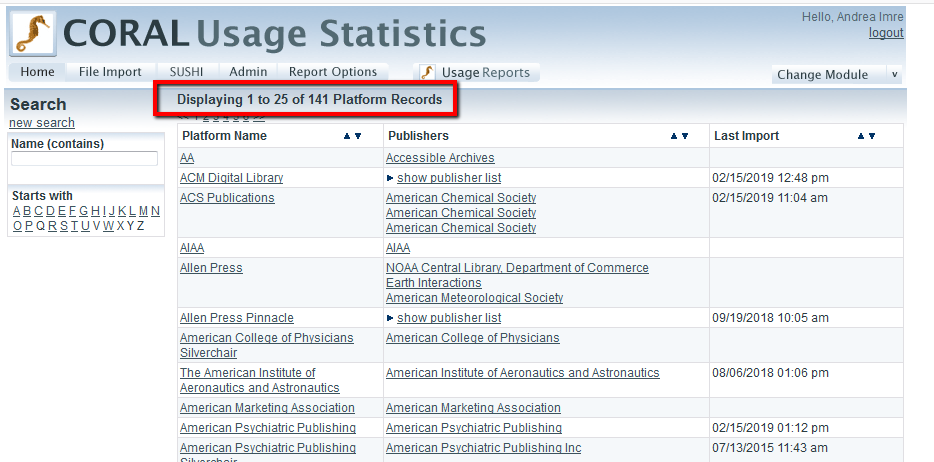 CORAL Usage Statistics
Hello, Andrea Imre
logout
Home File Import SUSHI Admin Report Options Usage Reports
Change Module v
Search
new search
Name (contains)
Starts with
A B C D E F G H I J K L M N
O P Q R S T U V W X Y Z
Displaying 1 to 25 of 141 Platform Records
<< 1 2 3 4 5 6 >>
Platform Name Publishers Last Import
AA Accessible Archives
ACM Digital Library show publisher list 02/15/2019 12:48 pm
ACS Publications American Chemical Society 02/15/2019 11:04 am
American Chemical Society
American Chemical Society
AIAA AIAA
Allen Press NOAA Central Library, Department of Commerce
Earth Interactions
American Meteorological Society
Allen Press Pinnacle show publisher list 09/19/2018 10:05 am
American College of Physicians American College of Physicians
Silverchair
The American Institute of American Institute of Aeronautics and Astronautics 08/06/2018 01:06 pm
Aeronautics and Astronautics
American Marketing Association American Marketing Association
American Psychiatric Publishing American Psychiatric Publishing 02/15/2019 01:12 pm
American Psychiatric Publishing American Psychiatric Publishing Inc 07/13/2015 11:43 am
Silverchair